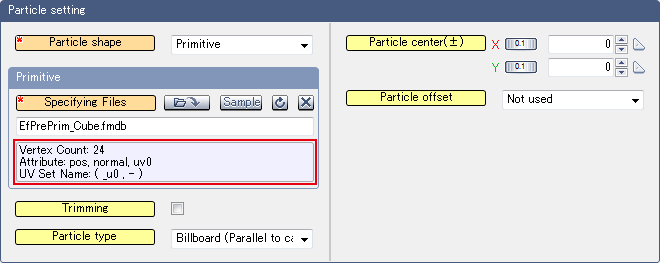 Particle setting
* Particle shape
Primitive
Primitive
* Specifying Files
Sample
EfPrePrim_Cube.fmdb
Vertex Count: 24
Attribute: pos, normal, uv0
UV Set Name: ( _u0 , - )
Trimming
Particle type
Billboard (Parallel to ca
Particle center(±)
X 0.1 0
Y 0.1 0
Particle offset
Not used